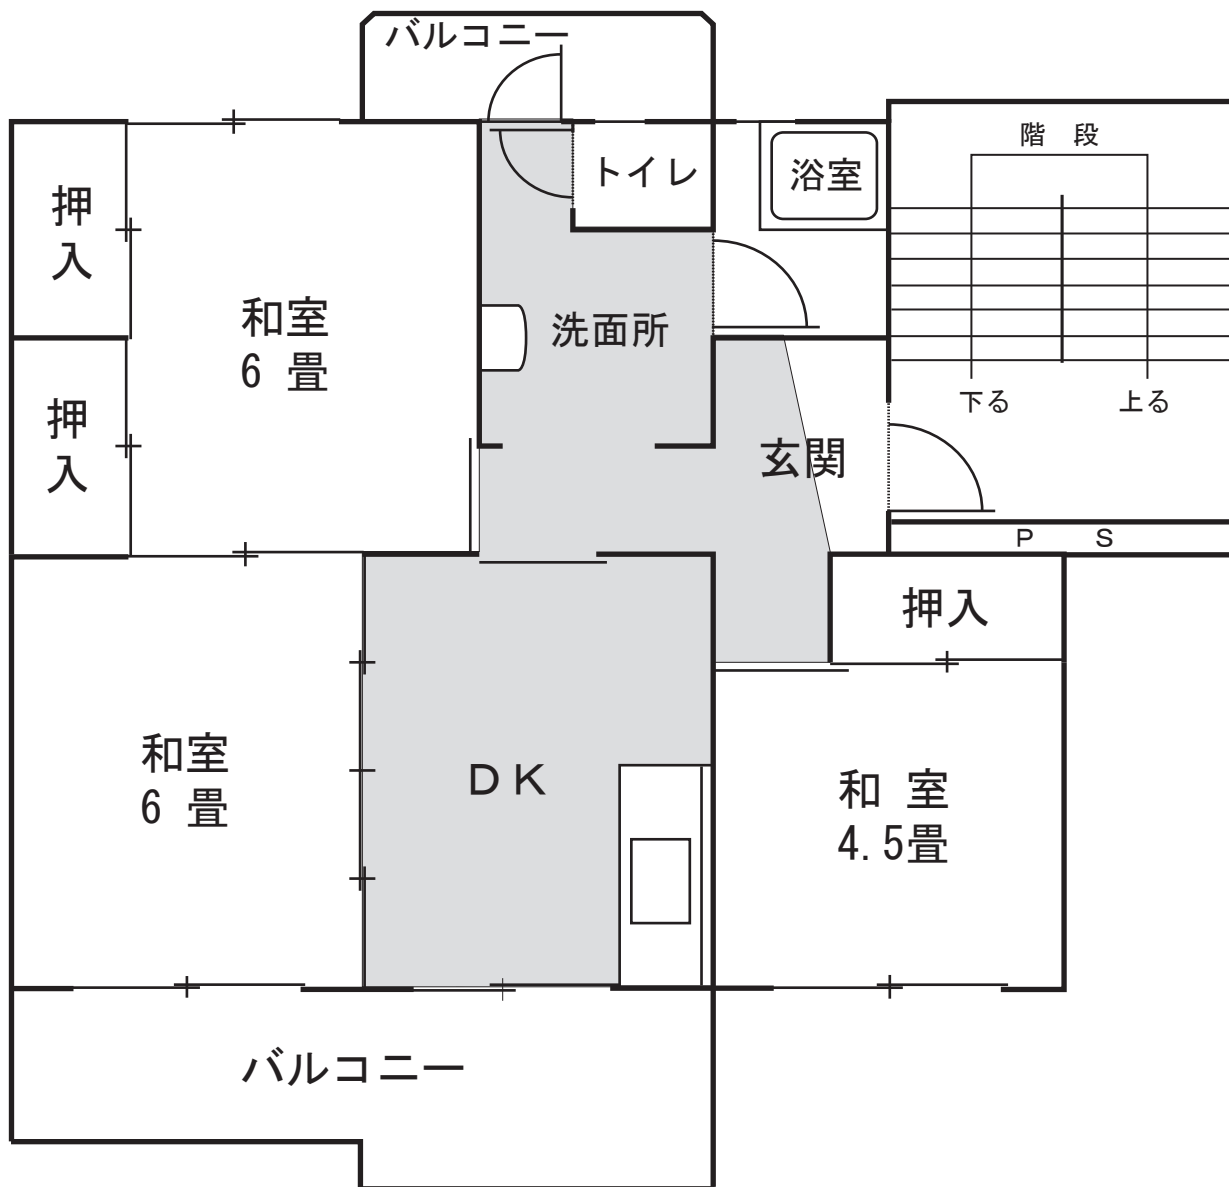 バルコニー
階 段
トイレ
浴室
押入
和室
6 畳
洗面所
下る
上る
押入
玄関
P S
押入
和室
6 畳
DK
和 室
4.5畳
バルコニー